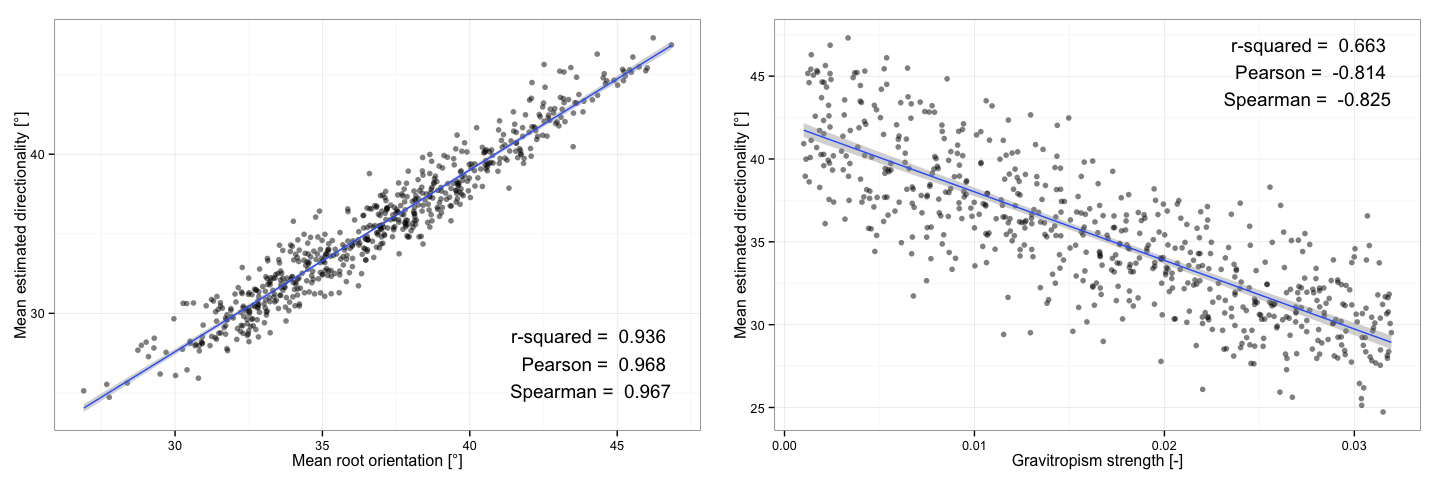 Mean estimated directionality [°]
40
30
r-squared = 0.936
Pearson = 0.968
Spearman = 0.967
30 35 40 45
Mean root orientation [°]
Mean estimated directionality [°]
45
40
35
30
25
r-squared = 0.663
Pearson = -0.814
Spearman = -0.825
0.00 0.01 0.02 0.03
Gravitropism strength [-]